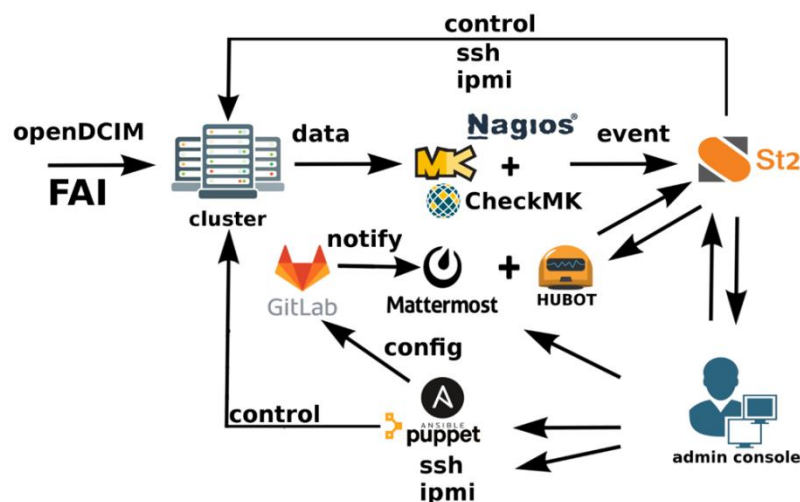 control
ssh
ipmi
openDCIM
FAI
cluster
data
MK
+
Nagios®
CheckMK
event
St2
notify
GitLab
Mattermost
+
HUBOT
config
control
A
ANSIBLE
puppet
ssh
ipmi
admin console